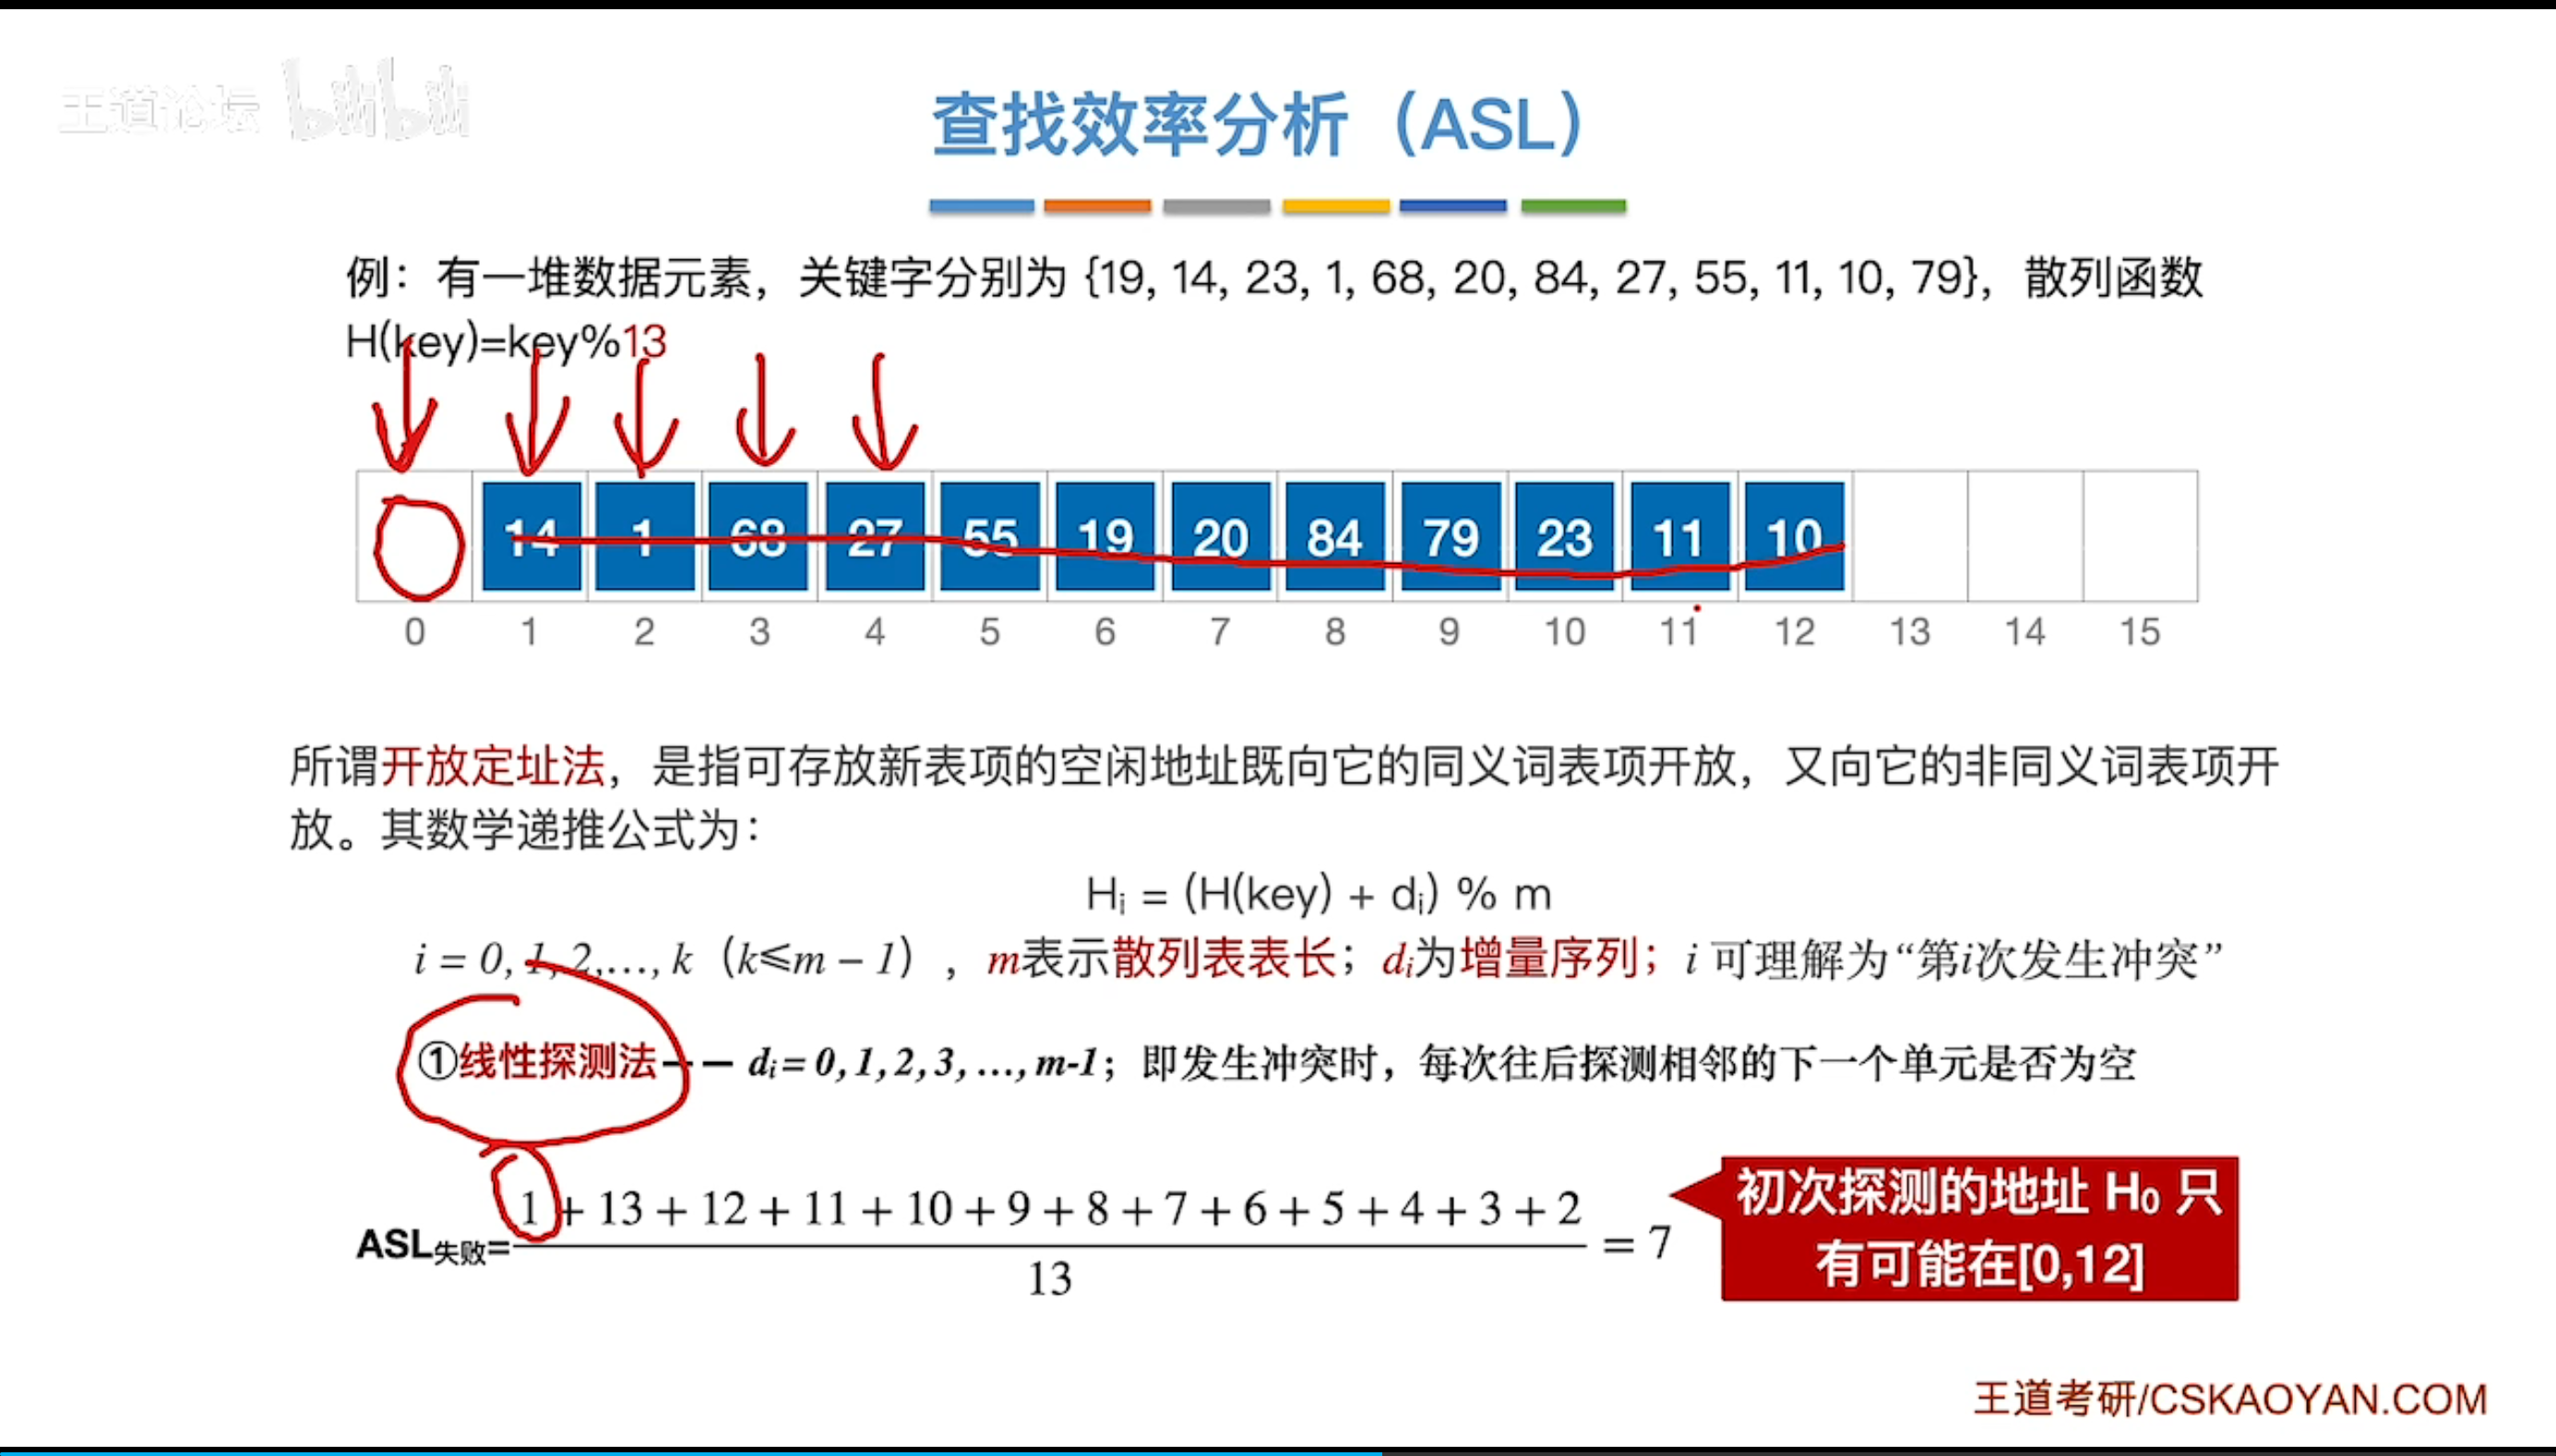 王道论坛 bilibili
查找效率分析（ASL）
例：有一堆数据元素，关键字分别为 {19, 14, 23, 1, 68, 20, 84, 27, 55, 11, 10, 79}，散列函数
H(key)=key%13
14 1 68 27 55 19 20 84 79 23 11 10
0 1 2 3 4 5 6 7 8 9 10 11 12 13 14 15
所谓开放定址法，是指可存放新表项的空闲地址既向它的同义词表项开放，又向它的非同义词表项开
放。其数学递推公式为：
Hᵢ = (H(key) + dᵢ) % m
i = 0, 1, 2,…, k（k≤m − 1），m表示散列表表长；dᵢ为增量序列；i 可理解为“第i次发生冲突”
①线性探测法—— dᵢ = 0, 1, 2, 3, …, m-1；即发生冲突时，每次往后探测相邻的下一个单元是否为空
初次探测的地址 H₀ 只
有可能在[0,12]
1 + 13 + 12 + 11 + 10 + 9 + 8 + 7 + 6 + 5 + 4 + 3 + 2
ASL失败= = 7
13
王道考研/CSKAOYAN.COM